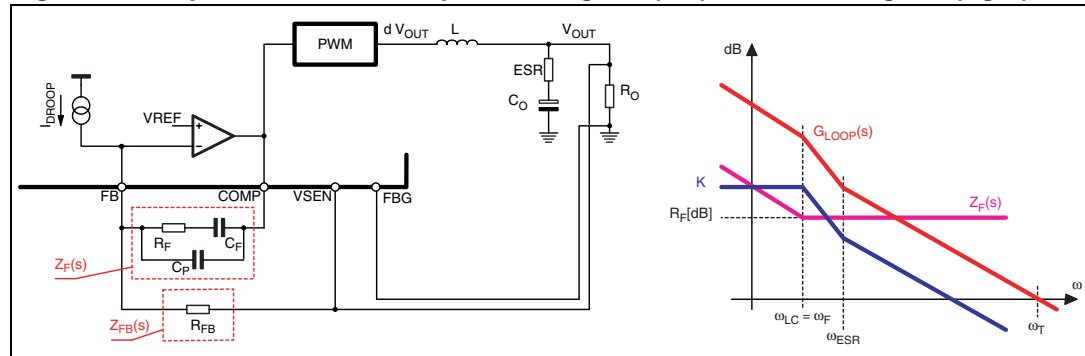 PWM
d V_OUT
L
V_OUT
ESR
C_O
R_O
I_DROOP
VREF
+
−
FB
COMP
VSEN
FBG
R_F
C_F
C_P
Z_F(s)
Z_FB(s)
R_FB
dB
G_LOOP(s)
K
Z_F(s)
R_F[dB]
ω
ω_LC = ω_F
ω_ESR
ω_T